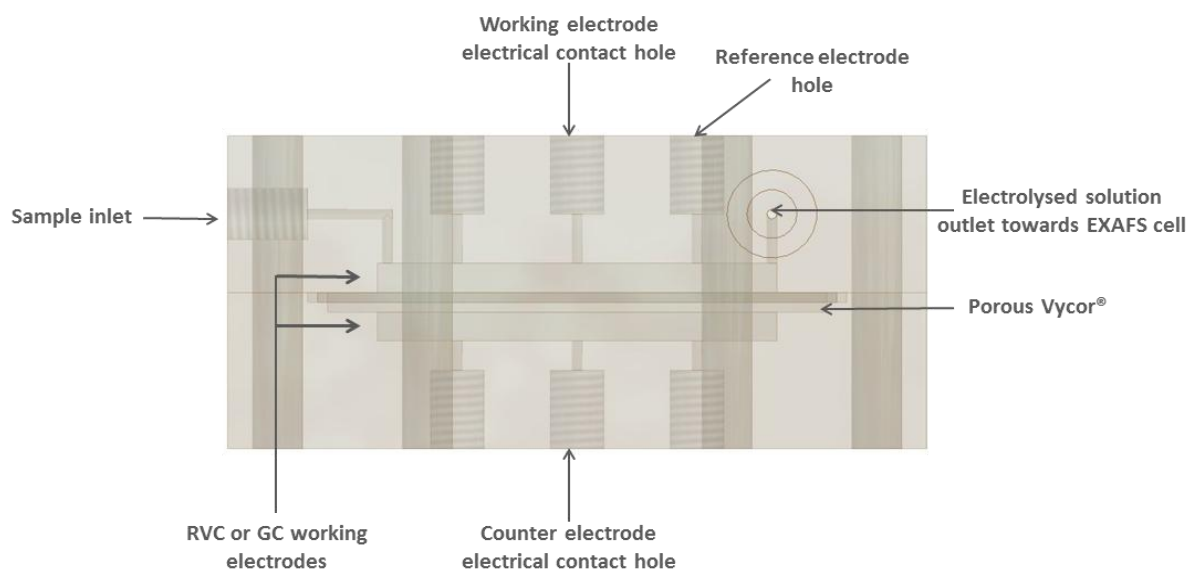 Working electrode
electrical contact hole
Reference electrode
hole
Sample inlet
Electrolysed solution
outlet towards EXAFS cell
Porous Vycor®
RVC or GC working
electrodes
Counter electrode
electrical contact hole